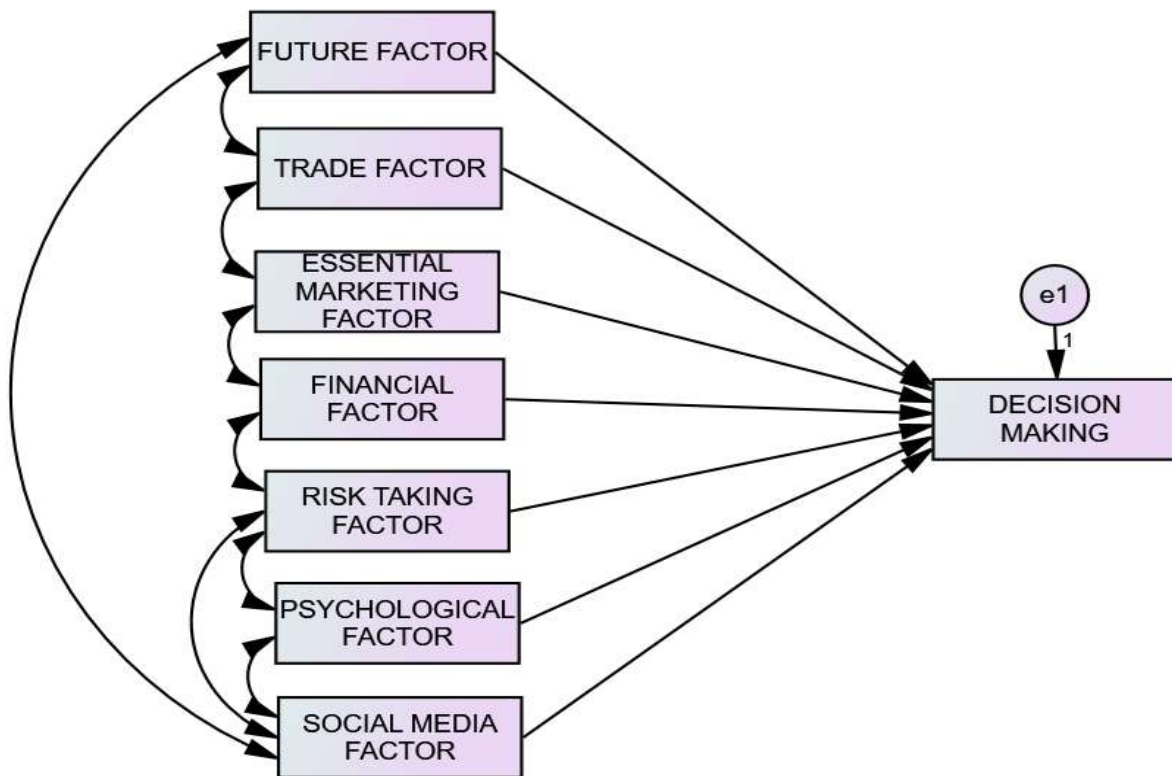 FUTURE FACTOR
TRADE FACTOR
ESSENTIAL
MARKETING
FACTOR
FINANCIAL
FACTOR
RISK TAKING
FACTOR
PSYCHOLOGICAL
FACTOR
SOCIAL MEDIA
FACTOR
e1
1
DECISION
MAKING